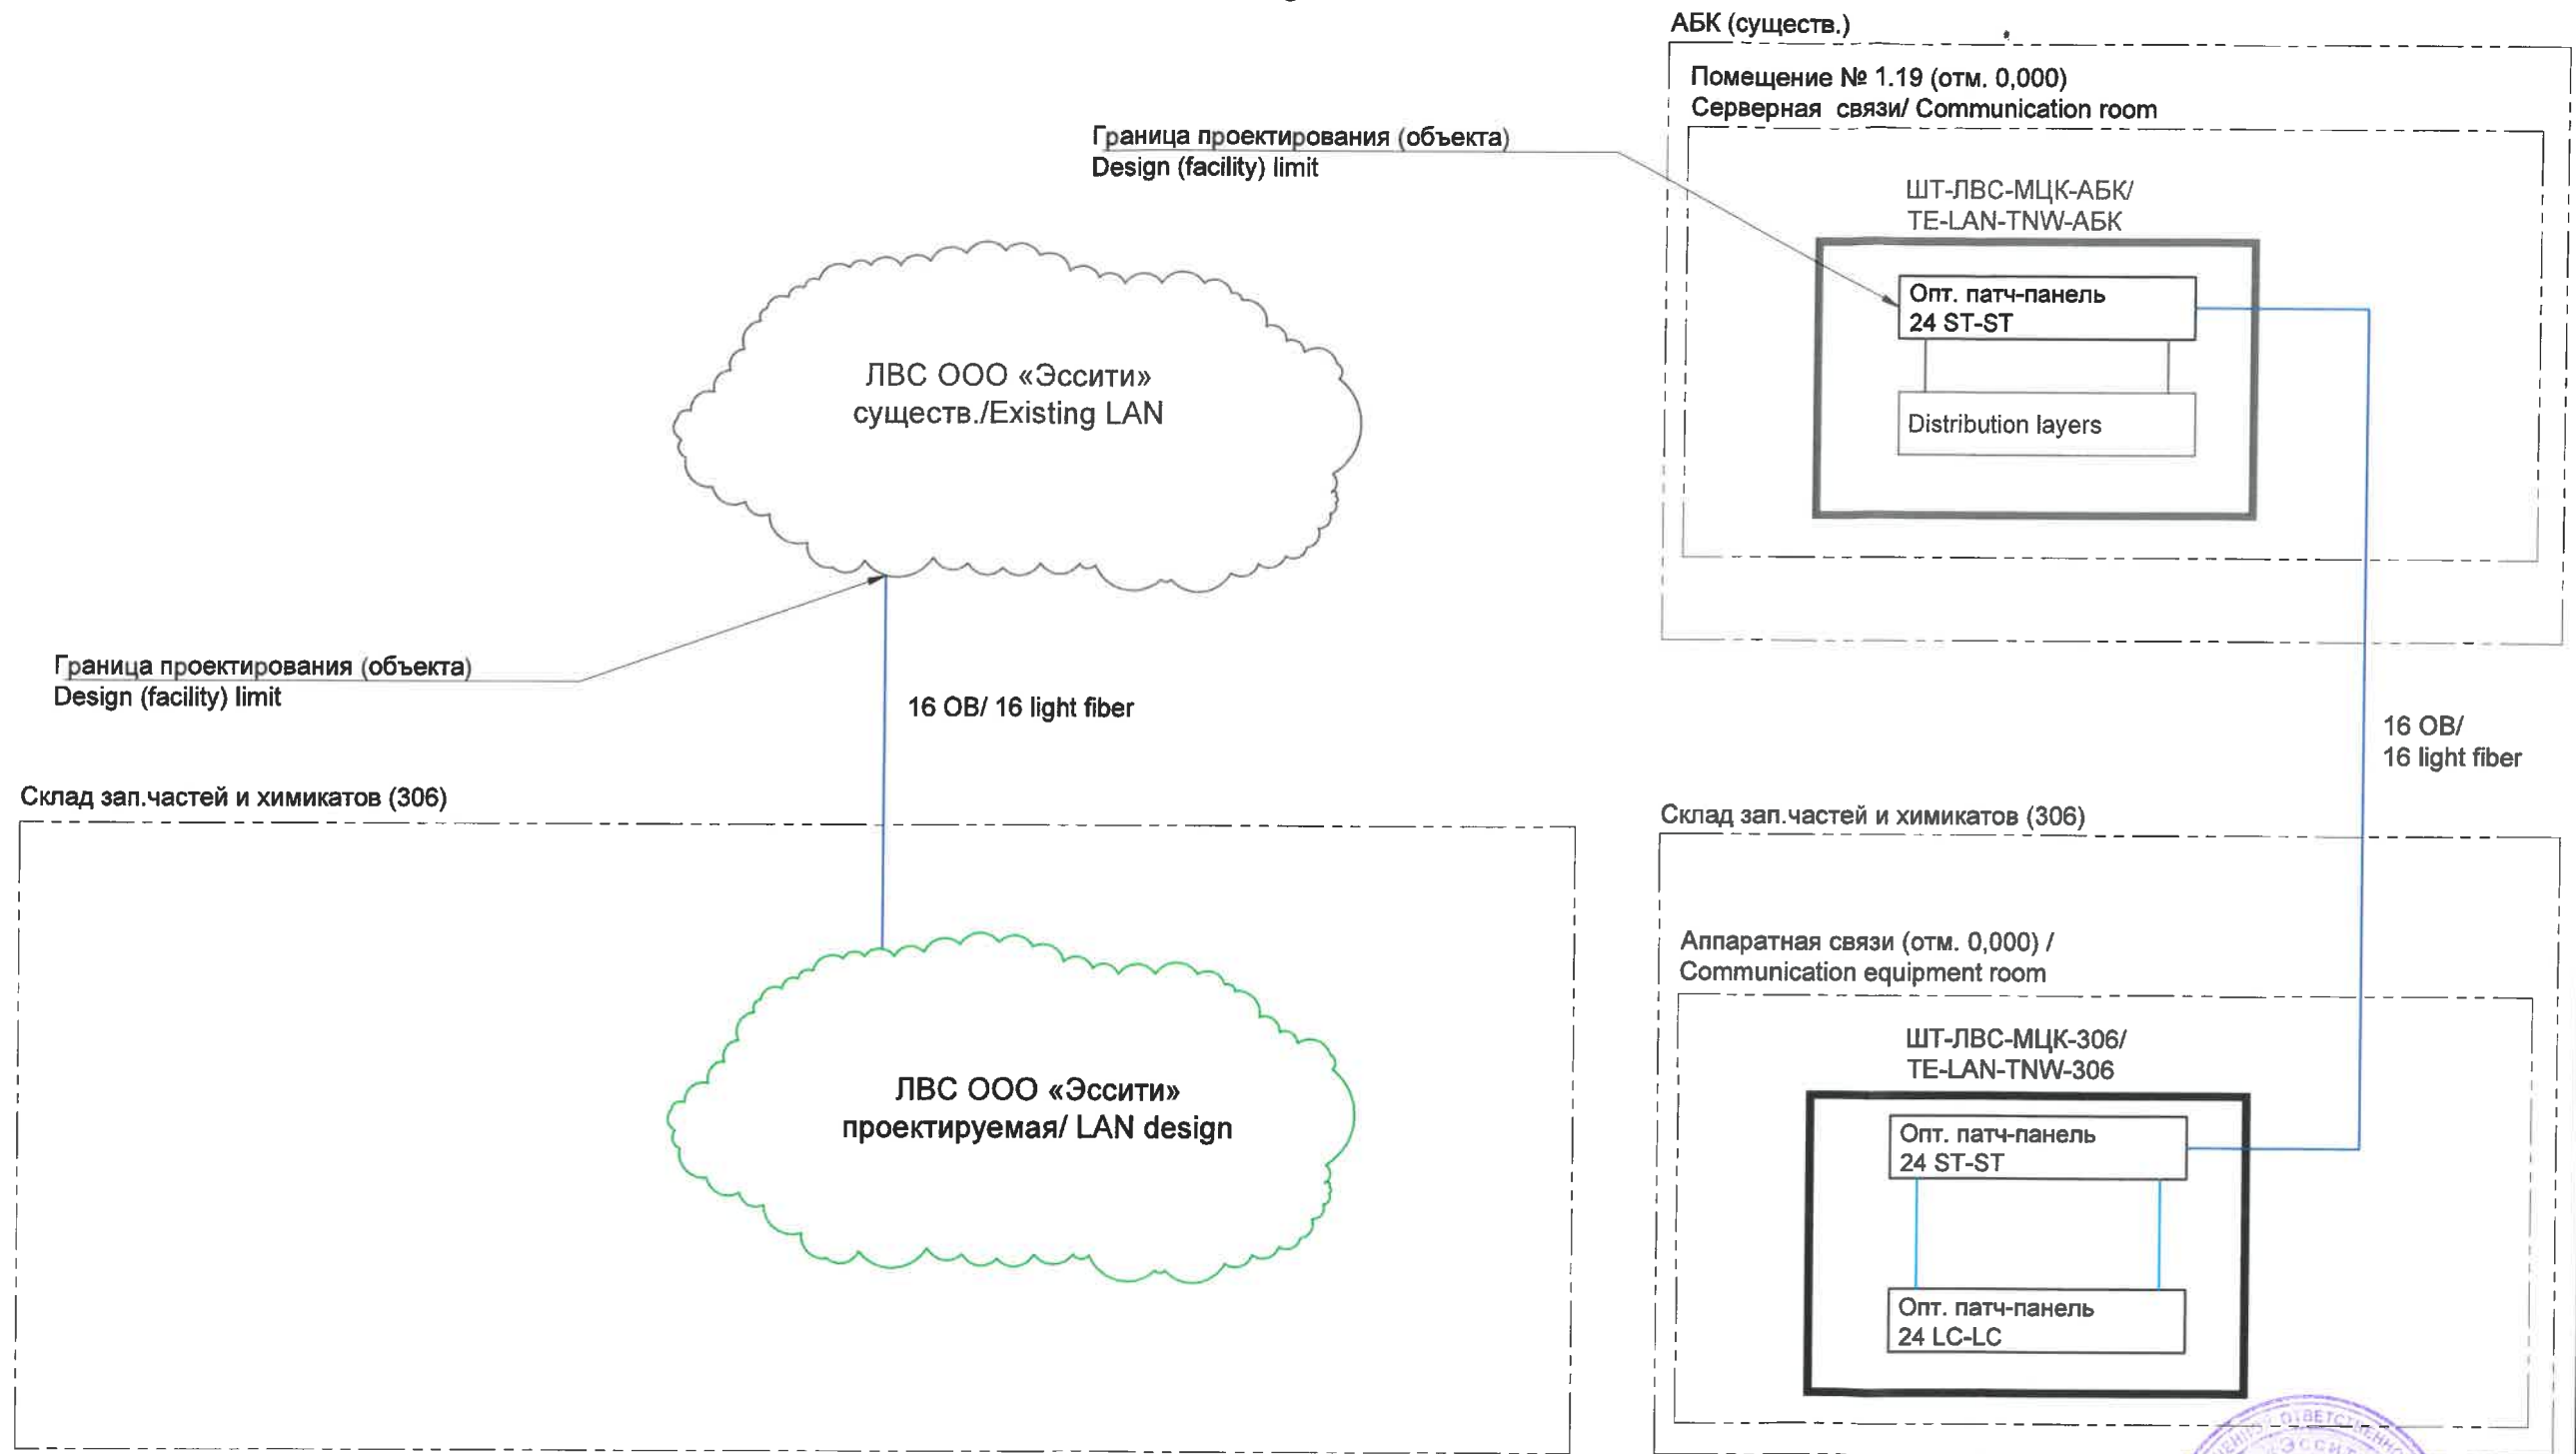 АБК (существ.)
Помещение № 1.19 (отм. 0,000)
Серверная связи/ Communication room
Граница проектирования (объекта)
Design (facility) limit
ШТ-ЛВС-МЦК-АБК/
TE-LAN-TNW-АБК
Опт. патч-панель
24 ST-ST
Distribution layers
ЛВС ООО «Эссити»
существ./Existing LAN
Граница проектирования (объекта)
Design (facility) limit
16 ОВ/ 16 light fiber
16 ОВ/
16 light fiber
Склад зап.частей и химикатов (306)
ЛВС ООО «Эссити»
проектируемая/ LAN design
Склад зап.частей и химикатов (306)
Аппаратная связи (отм. 0,000) /
Communication equipment room
ШТ-ЛВС-МЦК-306/
TE-LAN-TNW-306
Опт. патч-панель
24 ST-ST
Опт. патч-панель
24 LC-LC